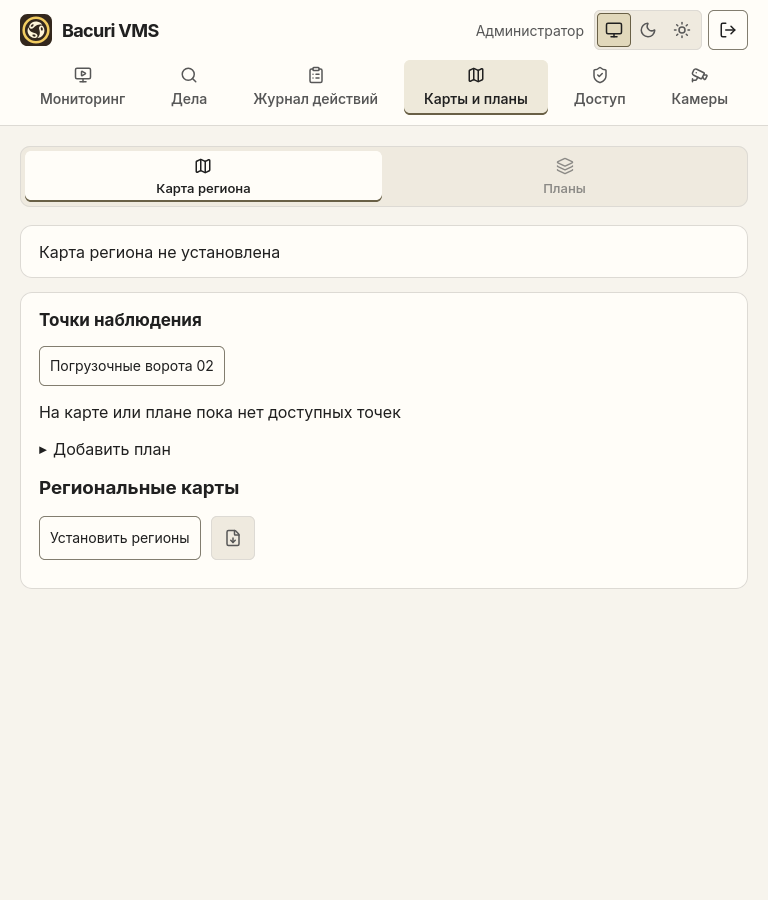 Bacuri VMS
Администратор
Мониторинг
Дела
Журнал действий
Карты и планы
Доступ
Камеры
Карта региона
Планы
Карта региона не установлена
Точки наблюдения
Погрузочные ворота 02
На карте или плане пока нет доступных точек
Добавить план
Региональные карты
Установить регионы